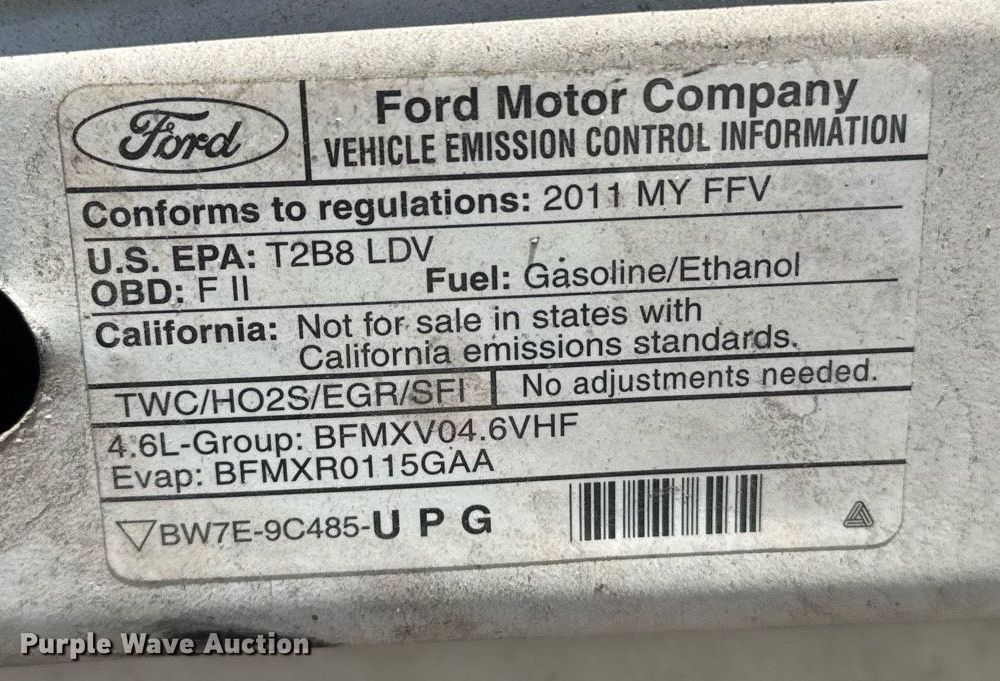 Ford
Ford Motor Company
VEHICLE EMISSION CONTROL INFORMATION
Conforms to regulations: 2011 MY FFV
U.S. EPA: T2B8 LDV
OBD: F II Fuel: Gasoline/Ethanol
California: Not for sale in states with
California emissions standards.
TWC/HO2S/EGR/SFI No adjustments needed.
4.6L-Group: BFMXV04.6VHF
Evap: BFMXR0115GAA
BW7E-9C485-U P G
Purple Wave Auction